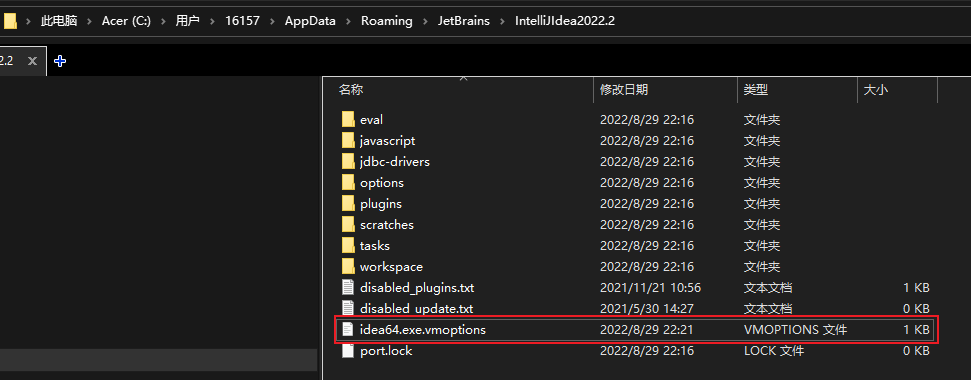 此电脑 › Acer (C:) › 用户 › 16157 › AppData › Roaming › JetBrains › IntelliJIdea2022.2
2.2 ×
名称 修改日期 类型 大小
eval 2022/8/29 22:16 文件夹
javascript 2022/8/29 22:16 文件夹
jdbc-drivers 2022/8/29 22:16 文件夹
options 2022/8/29 22:16 文件夹
plugins 2022/8/29 22:16 文件夹
scratches 2022/8/29 22:16 文件夹
tasks 2022/8/29 22:16 文件夹
workspace 2022/8/29 22:16 文件夹
disabled_plugins.txt 2021/11/21 10:56 文本文档 1 KB
disabled_update.txt 2021/5/30 14:27 文本文档 0 KB
idea64.exe.vmoptions 2022/8/29 22:21 VMOPTIONS 文件 1 KB
port.lock 2022/8/29 22:16 LOCK 文件 0 KB